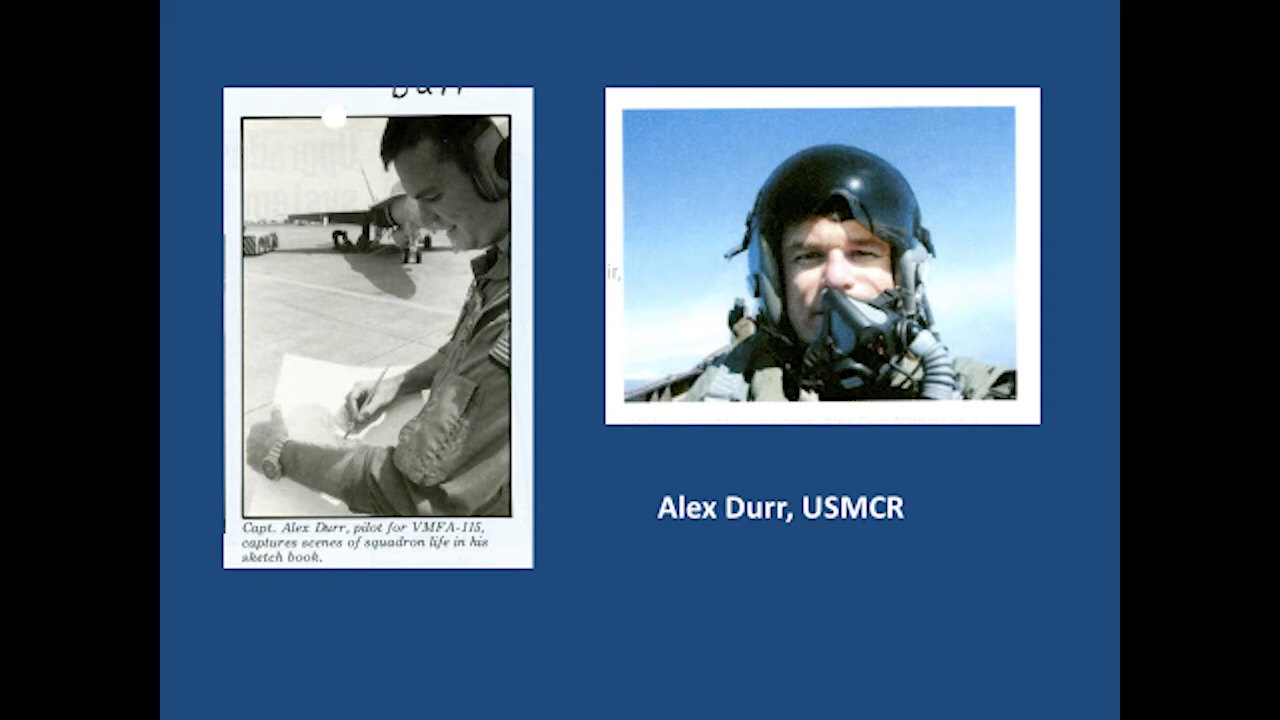 Capt. Alex Durr, pilot for VMFA-115,
captures scenes of squadron life in his
sketch book.
ir,
Alex Durr, USMCR